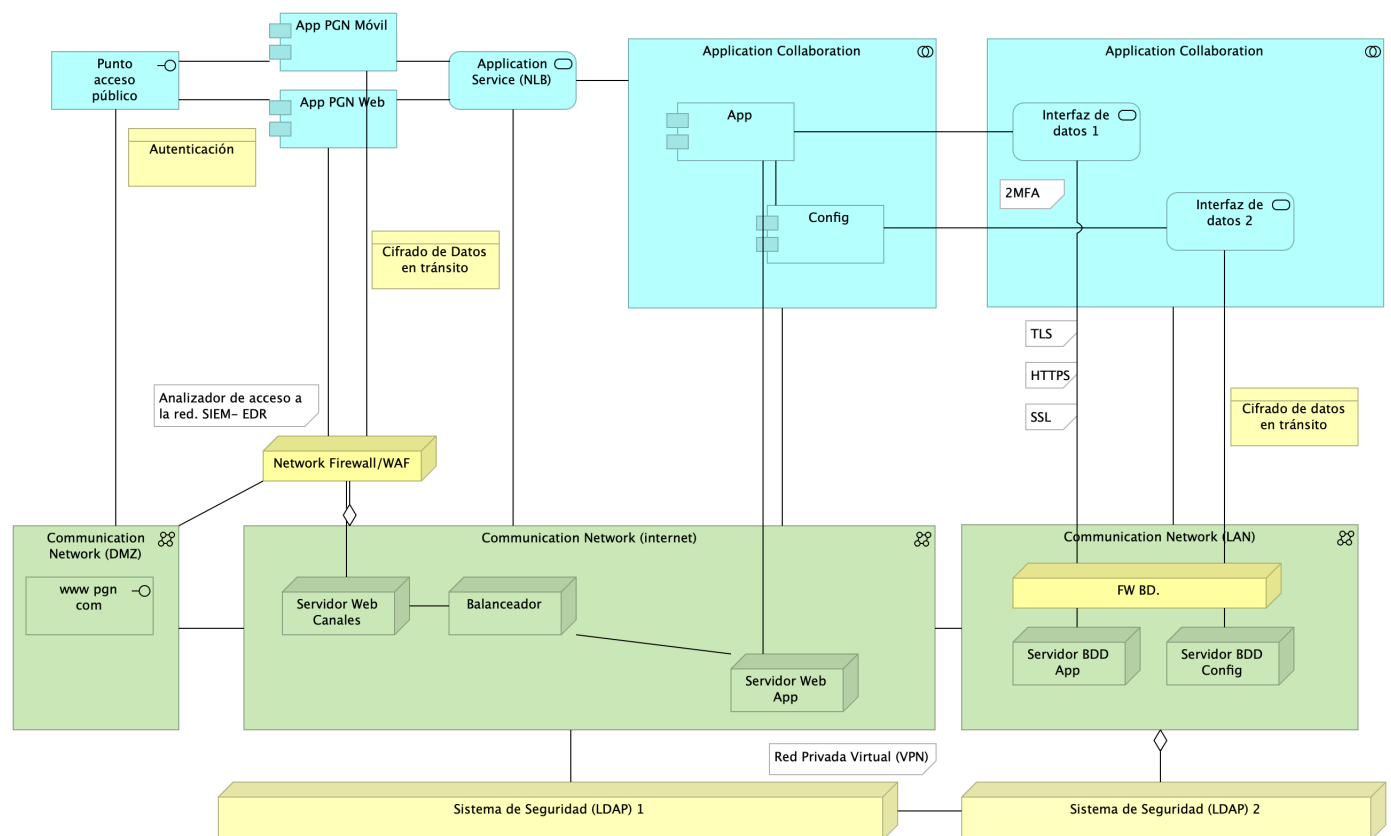 App PGN Móvil
Punto
acceso
público
Application
Service (NLB)
App PGN Web
Autenticación
Application Collaboration
Application Collaboration
App
Config
Interfaz de
datos 1
2MFA
Interfaz de
datos 2
Cifrado de Datos
en tránsito
TLS
HTTPS
SSL
Cifrado de datos
en tránsito
Analizador de acceso a
la red. SIEM– EDR
Network Firewall/WAF
Communication
Network (DMZ)
www pgn
com
Communication Network (internet)
Servidor Web
Canales
Balanceador
Servidor Web
App
Communication Network (LAN)
FW BD.
Servidor BDD
App
Servidor BDD
Config
Red Privada Virtual (VPN)
Sistema de Seguridad (LDAP) 1
Sistema de Seguridad (LDAP) 2